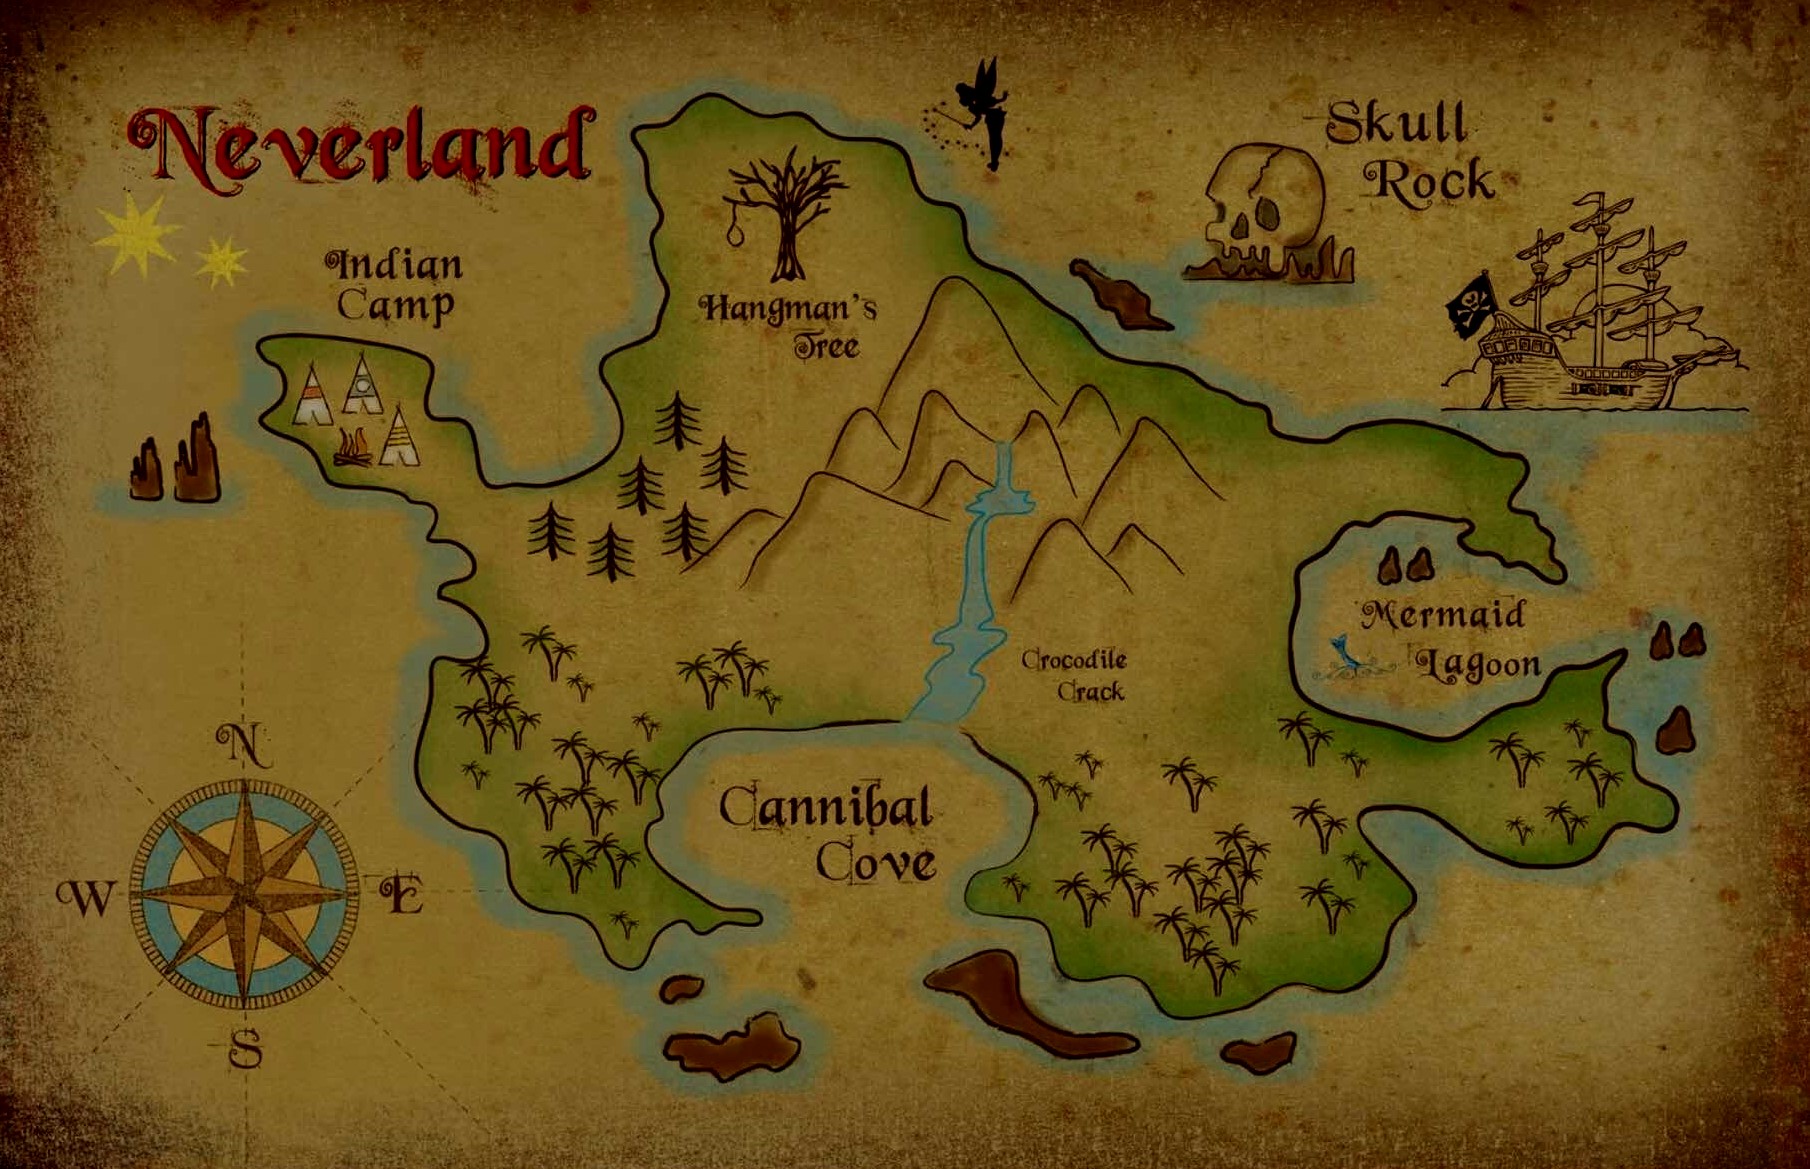 Neverland
Skull
Rock
Indian
Camp
Hangman's
Tree
Mermaid
Lagoon
Crocodile
Crack
Cannibal
Cove
N
W
E
S